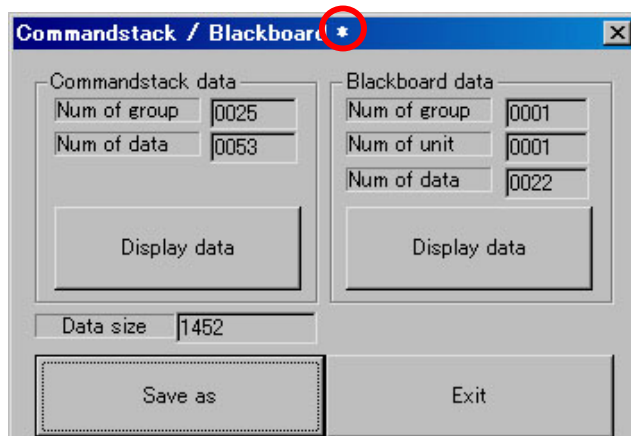 Commandstack / Blackboard *
Commandstack data
Num of group 0025
Num of data 0053
Display data
Blackboard data
Num of group 0001
Num of unit 0001
Num of data 0022
Display data
Data size 1452
Save as
Exit